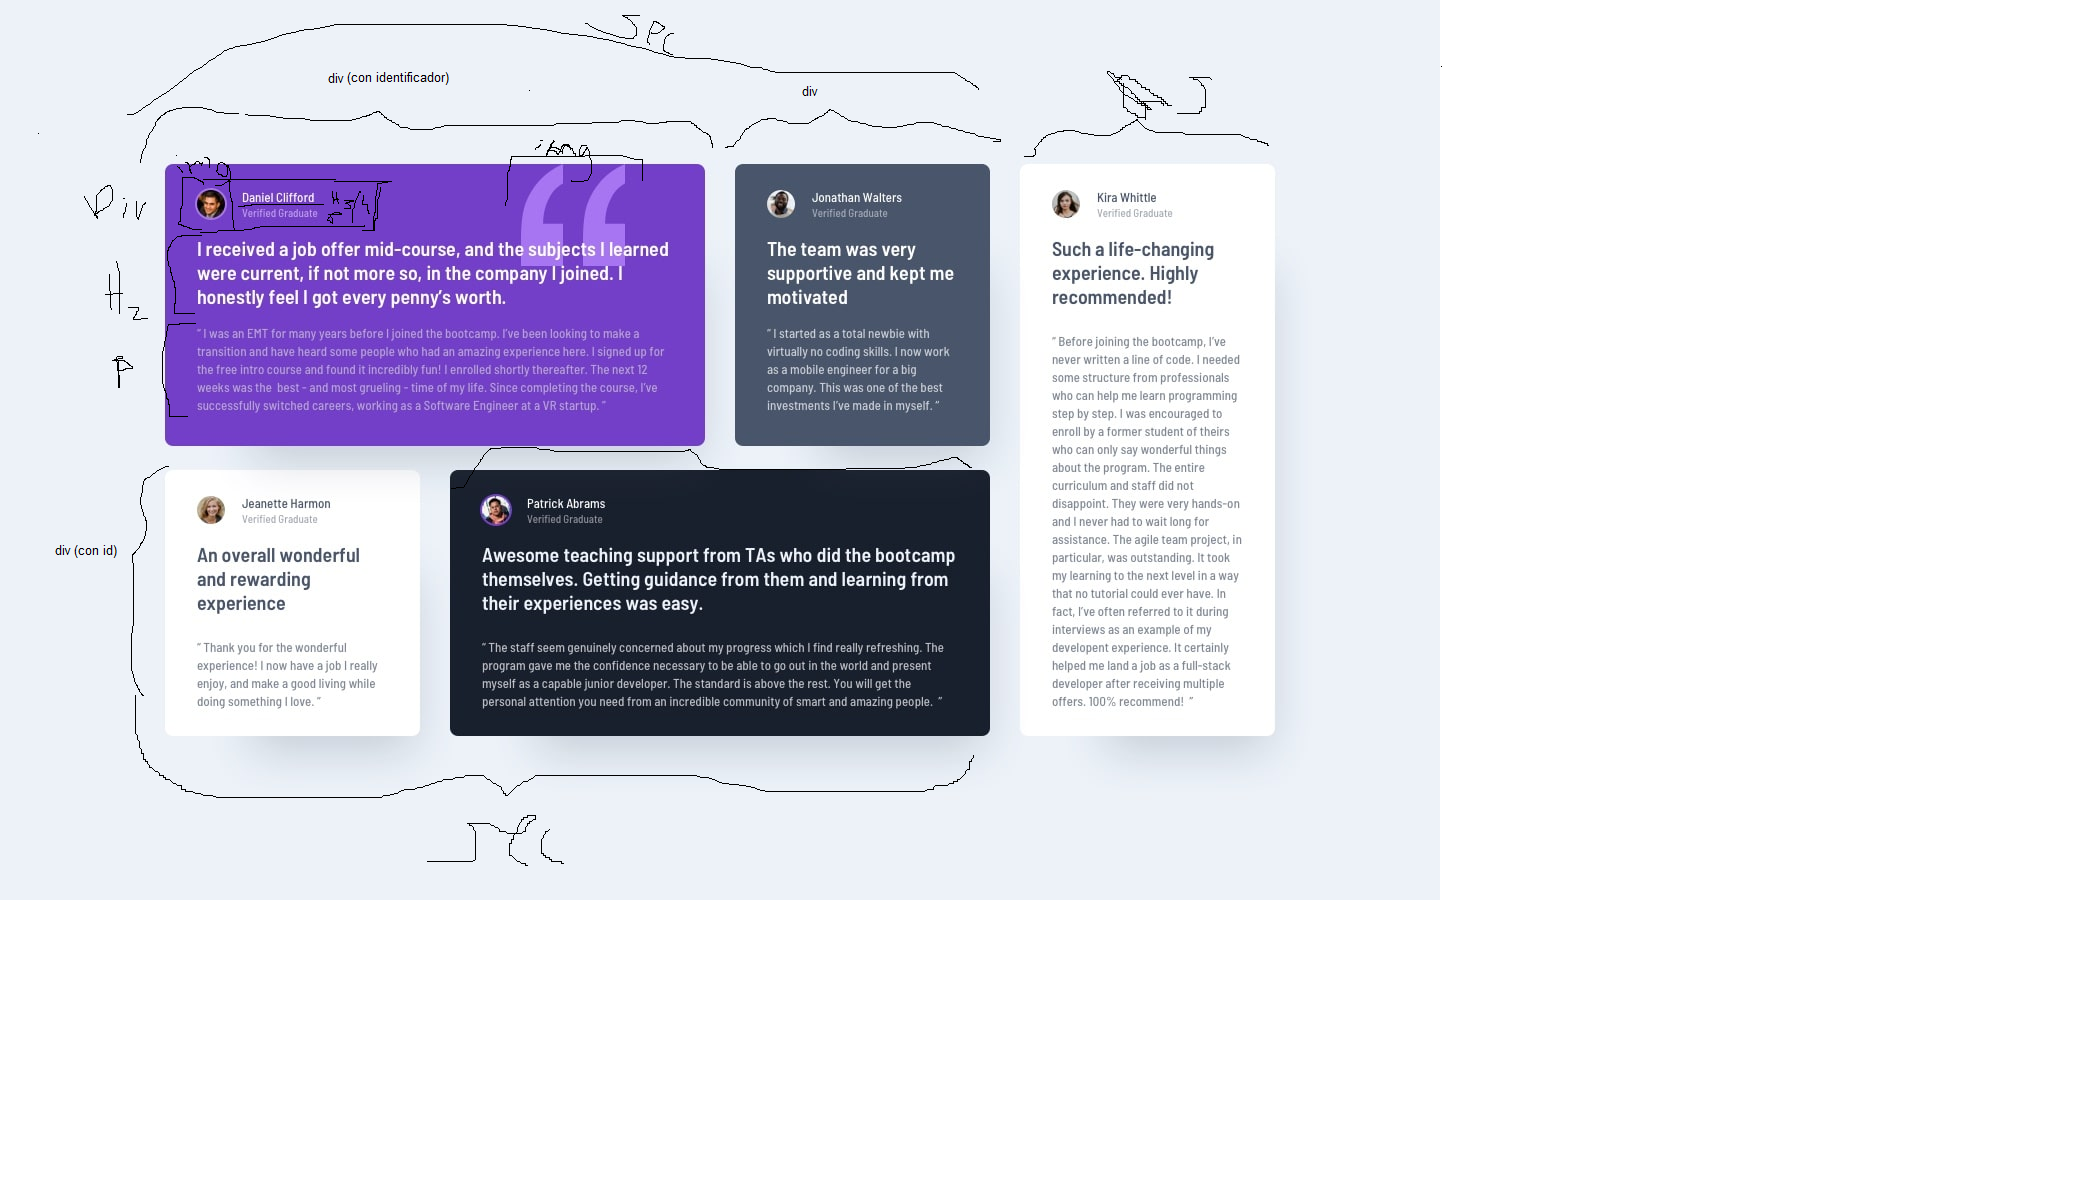 div (con identificador)
div
img
img
Div
Daniel Clifford
Verified Graduate
H 3/4
I received a job offer mid-course, and the subjects I learned
were current, if not more so, in the company I joined. I
honestly feel I got every penny’s worth.
H2
“ I was an EMT for many years before I joined the bootcamp. I’ve been looking to make a
transition and have heard some people who had an amazing experience here. I signed up for
the free intro course and found it incredibly fun! I enrolled shortly thereafter. The next 12
weeks was the best - and most grueling - time of my life. Since completing the course, I’ve
successfully switched careers, working as a Software Engineer at a VR startup. ”
P
Jonathan Walters
Verified Graduate
The team was very
supportive and kept me
motivated
“ I started as a total newbie with
virtually no coding skills. I now work
as a mobile engineer for a big
company. This was one of the best
investments I’ve made in myself. ”
Kira Whittle
Verified Graduate
Such a life-changing
experience. Highly
recommended!
“ Before joining the bootcamp, I’ve
never written a line of code. I needed
some structure from professionals
who can help me learn programming
step by step. I was encouraged to
enroll by a former student of theirs
who can only say wonderful things
about the program. The entire
curriculum and staff did not
disappoint. They were very hands-on
and I never had to wait long for
assistance. The agile team project, in
particular, was outstanding. It took
my learning to the next level in a way
that no tutorial could ever have. In
fact, I’ve often referred to it during
interviews as an example of my
developent experience. It certainly
helped me land a job as a full-stack
developer after receiving multiple
offers. 100% recommend! ”
div (con id)
Jeanette Harmon
Verified Graduate
An overall wonderful
and rewarding
experience
“ Thank you for the wonderful
experience! I now have a job I really
enjoy, and make a good living while
doing something I love. ”
Patrick Abrams
Verified Graduate
Awesome teaching support from TAs who did the bootcamp
themselves. Getting guidance from them and learning from
their experiences was easy.
“ The staff seem genuinely concerned about my progress which I find really refreshing. The
program gave me the confidence necessary to be able to go out in the world and present
myself as a capable junior developer. The standard is above the rest. You will get the
personal attention you need from an incredible community of smart and amazing people. ”